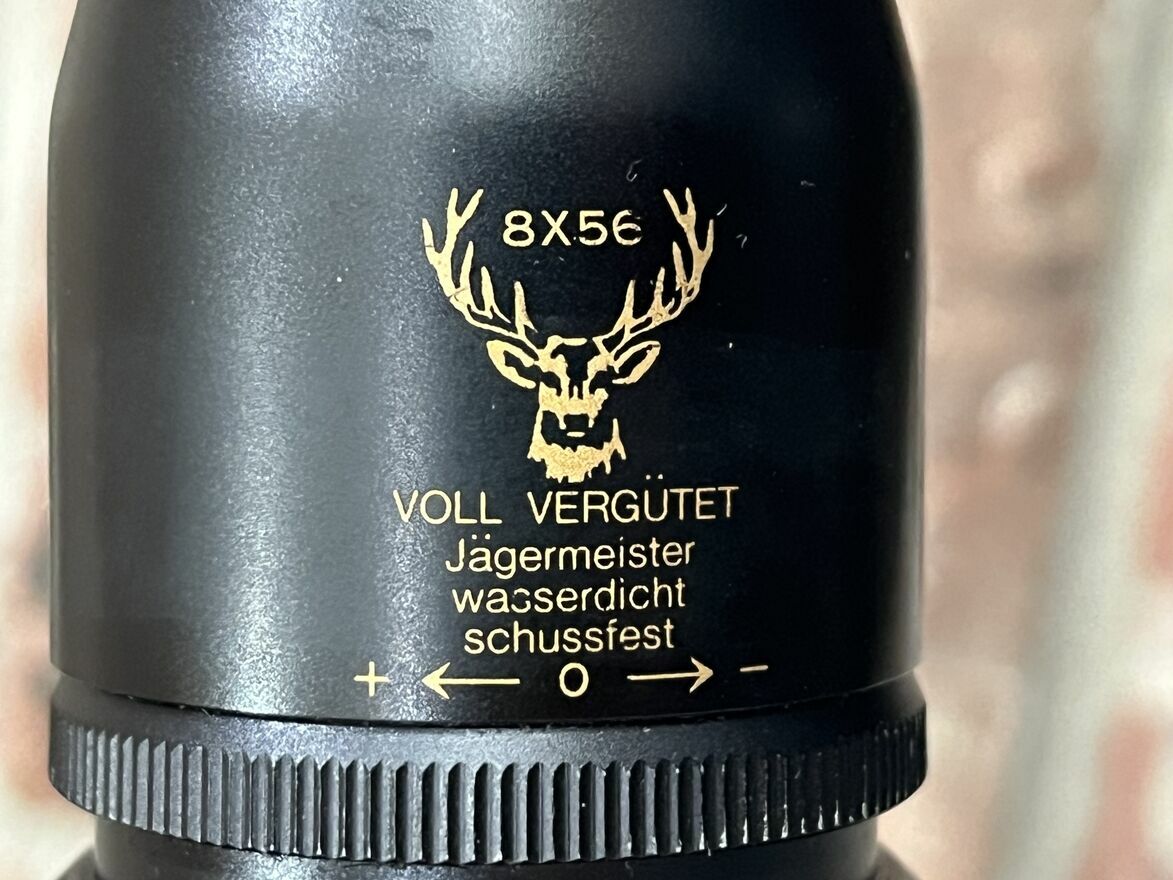 8X56
VOLL VERGÜTET
Jägermeister
wasserdicht
schussfest
+ ← 0 → −